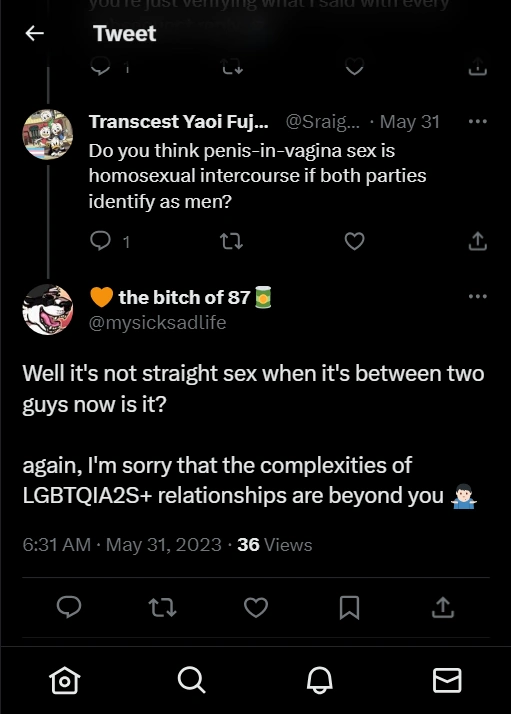 you're just verifying what I said with every
Tweet
1
Transcest Yaoi Fuj... @Sraig... · May 31
Do you think penis-in-vagina sex is
homosexual intercourse if both parties
identify as men?
1
🧡 the bitch of 87🥫
@mysicksadlife
Well it's not straight sex when it's between two
guys now is it?
again, I'm sorry that the complexities of
LGBTQIA2S+ relationships are beyond you 🤷🏻‍♂️
6:31 AM · May 31, 2023 · 36 Views